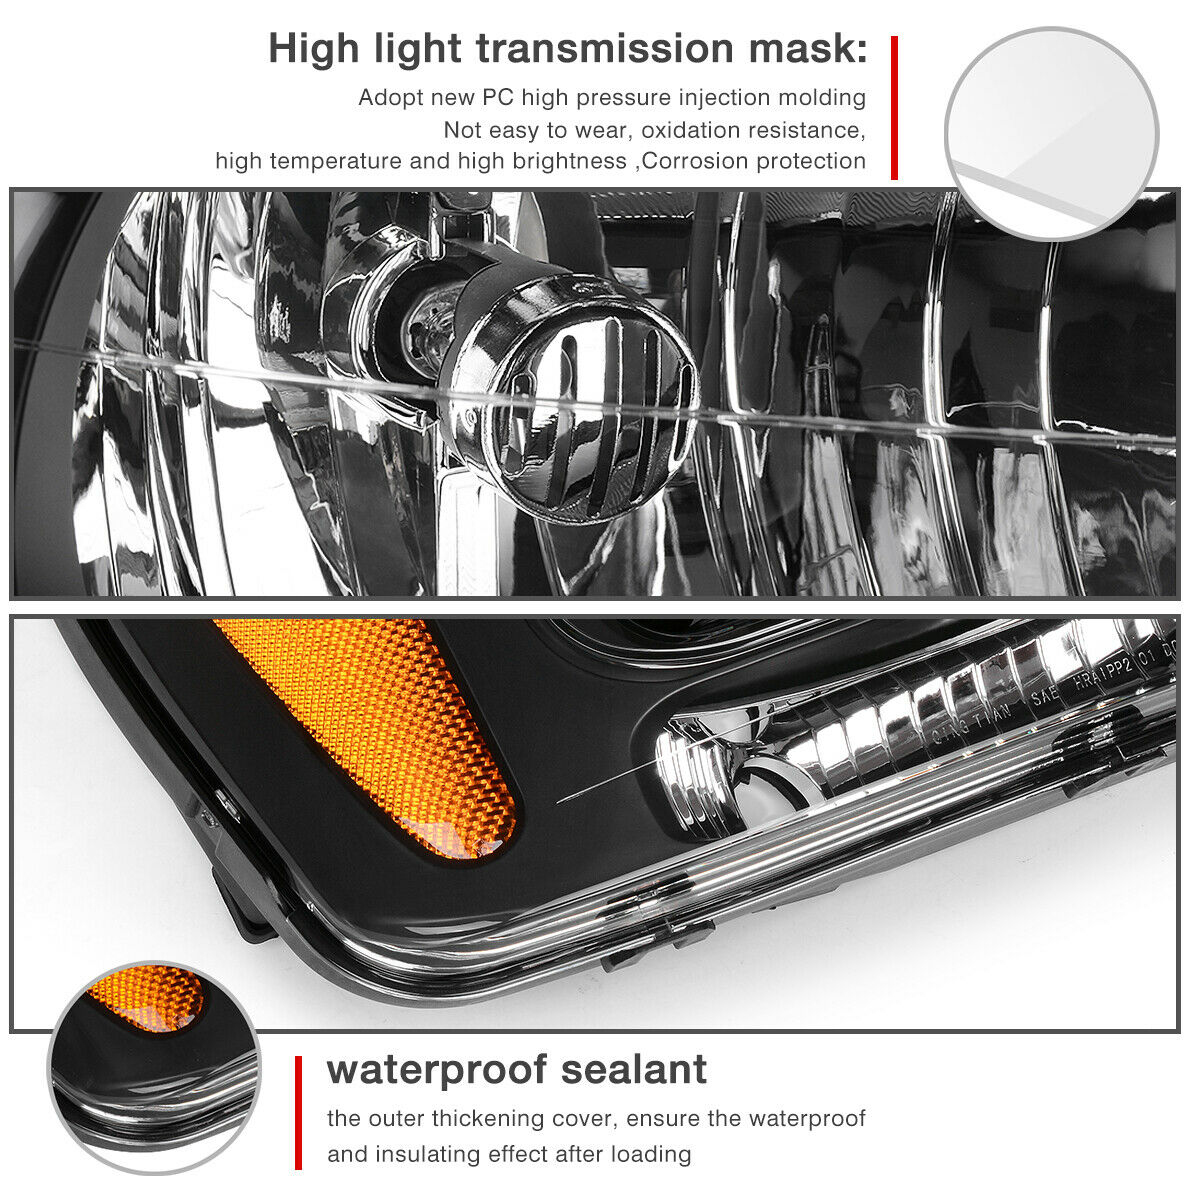 High light transmission mask:
Adopt new PC high pressure injection molding
Not easy to wear, oxidation resistance,
high temperature and high brightness ,Corrosion protection
QING TIAN SAE HRAIPP2 01 DO
waterproof sealant
the outer thickening cover, ensure the waterproof
and insulating effect after loading